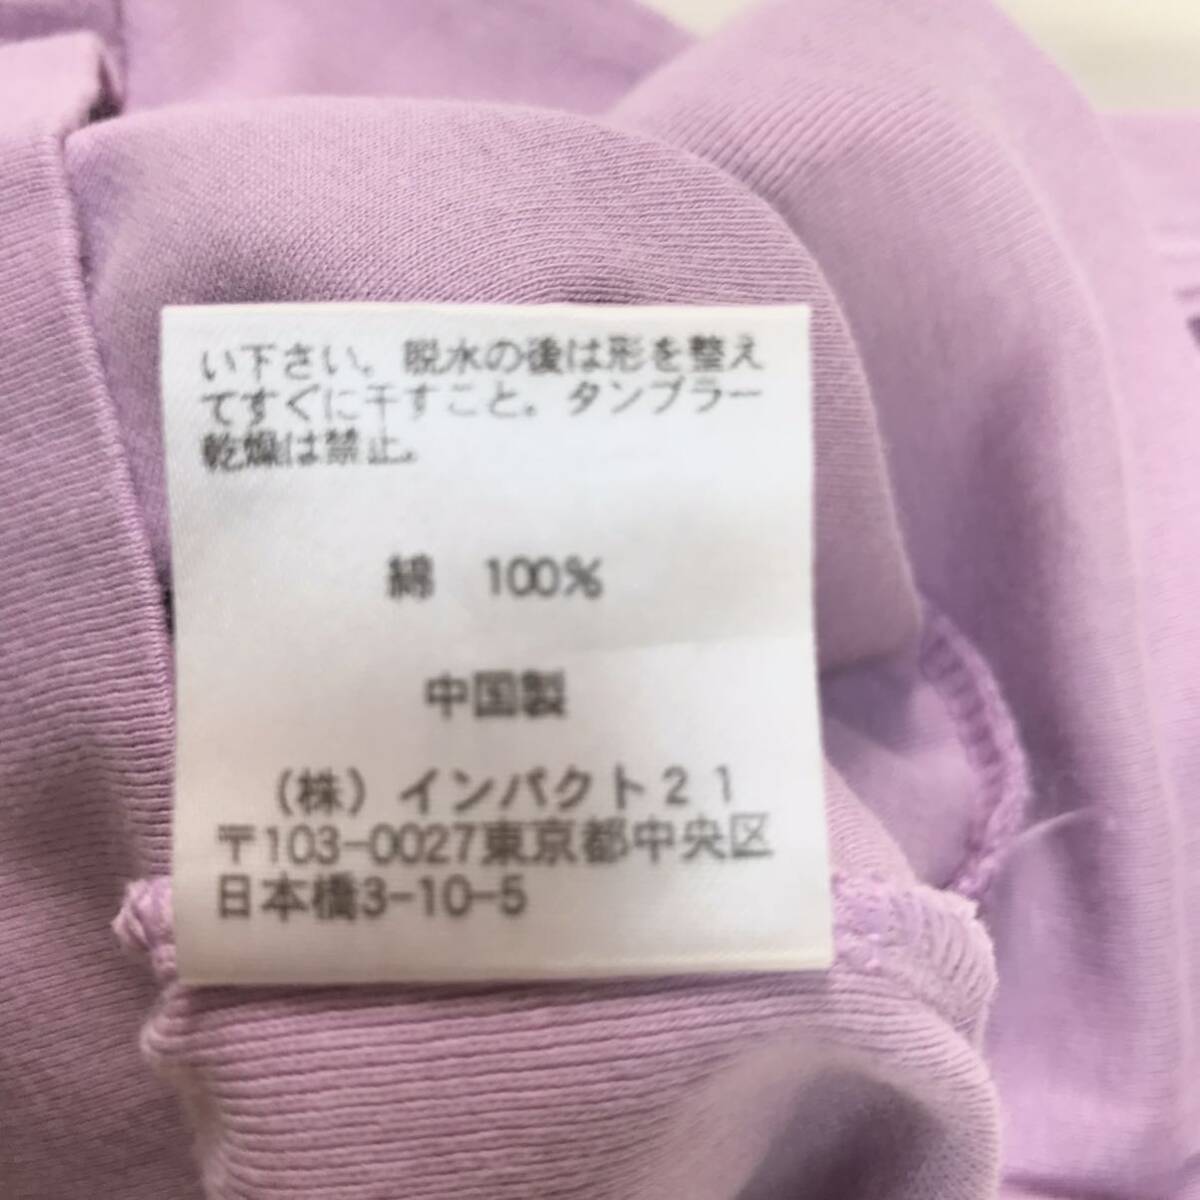 い下さい。脱水の後は形を整え
てすぐに干すこと。タンブラー
乾燥は禁止。
綿　100%
中国製
（株）インパクト21
〒103-0027東京都中央区
日本橋3-10-5